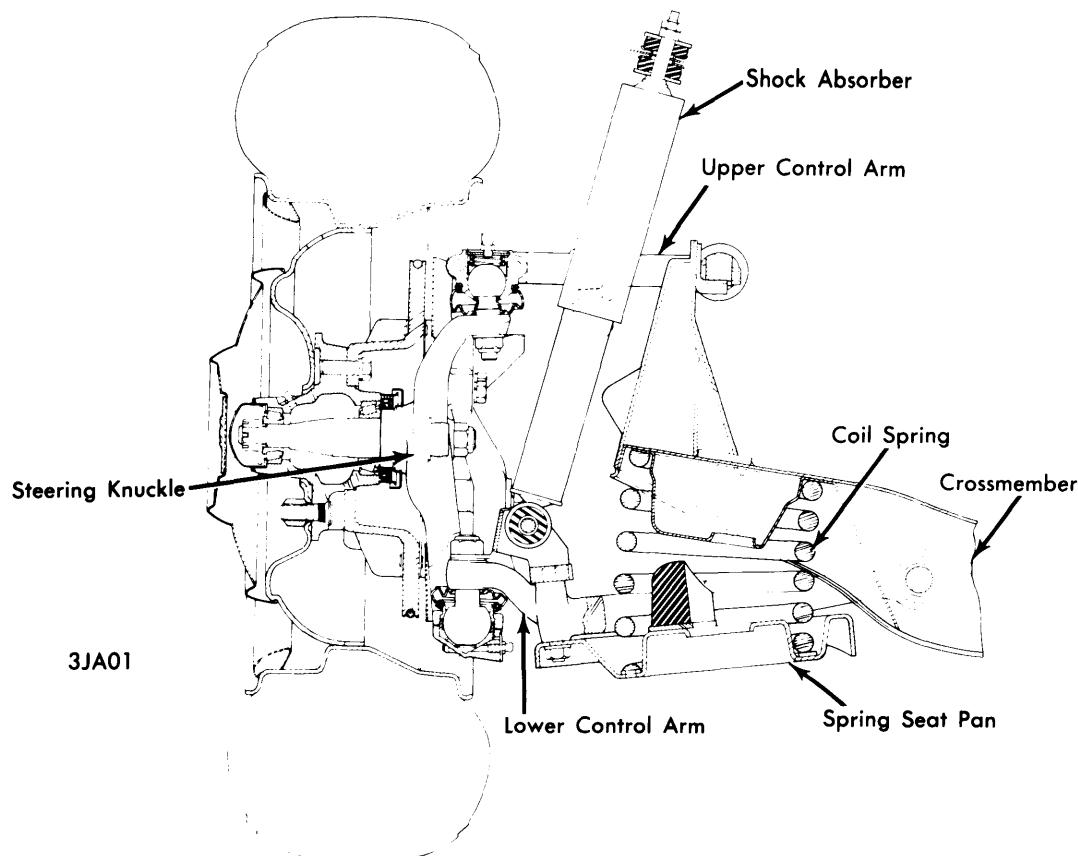 Shock Absorber
Upper Control Arm
Coil Spring
Crossmember
Steering Knuckle
3JA01
Lower Control Arm
Spring Seat Pan